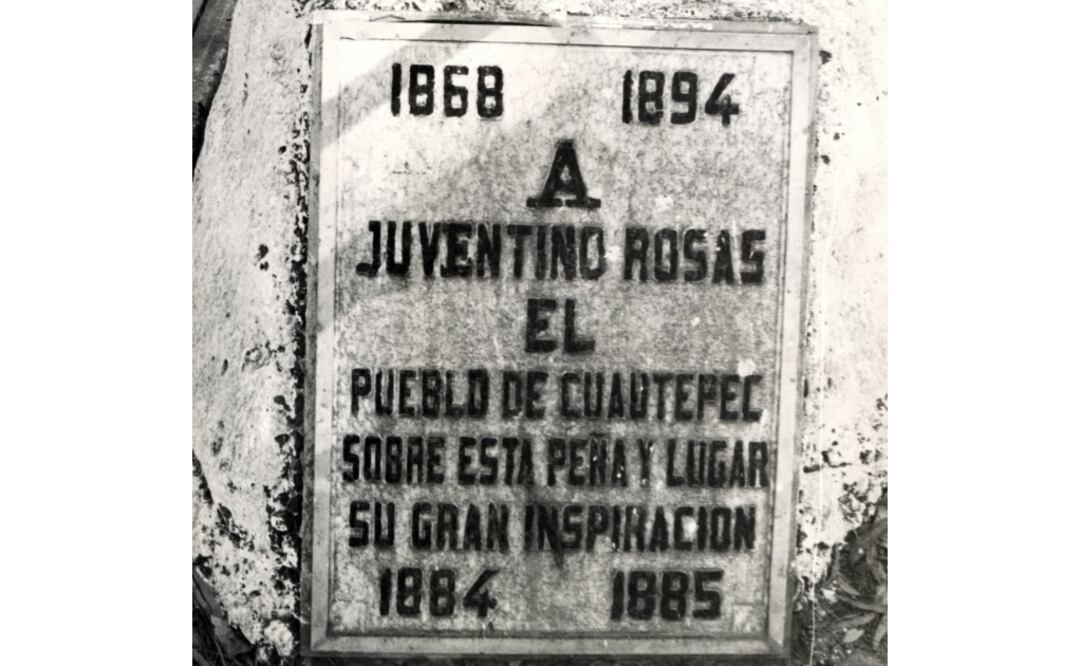 1868 1894
A
JUVENTINO ROSAS
EL
PUEBLO DE CUAUTEPEC
SOBRE ESTA PEÑA Y LUGAR
SU GRAN INSPIRACION
1884 1885